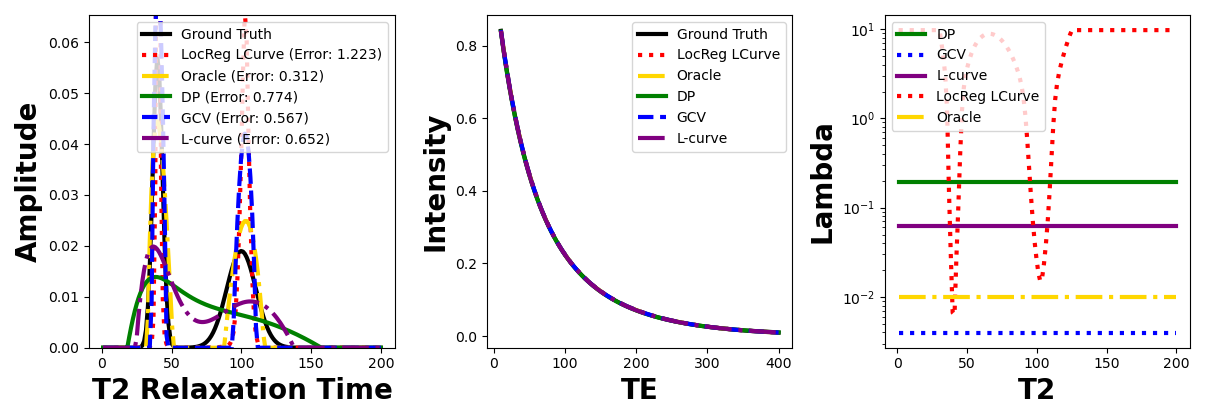 Amplitude
0.06
0.05
0.04
0.03
0.02
0.01
0.00
0
50
100
150
200
T2 Relaxation Time
Ground Truth
LocReg LCurve (Error: 1.223)
Oracle (Error: 0.312)
DP (Error: 0.774)
GCV (Error: 0.567)
L-curve (Error: 0.652)
Intensity
0.8
0.6
0.4
0.2
0.0
0
100
200
300
400
TE
Ground Truth
LocReg LCurve
Oracle
DP
GCV
L-curve
Lambda
10¹
10⁰
10⁻¹
10⁻²
0
50
100
150
200
T2
DP
GCV
L-curve
LocReg LCurve
Oracle